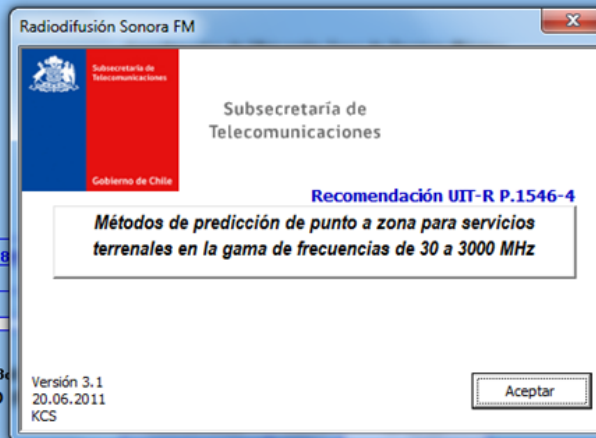 Radiodifusión Sonora FM
Subsecretaría de
Telecomunicaciones
Gobierno de Chile
Subsecretaría de
Telecomunicaciones
Recomendación UIT-R P.1546-4
Métodos de predicción de punto a zona para servicios
terrenales en la gama de frecuencias de 30 a 3000 MHz
Versión 3.1
20.06.2011
KCS
Aceptar